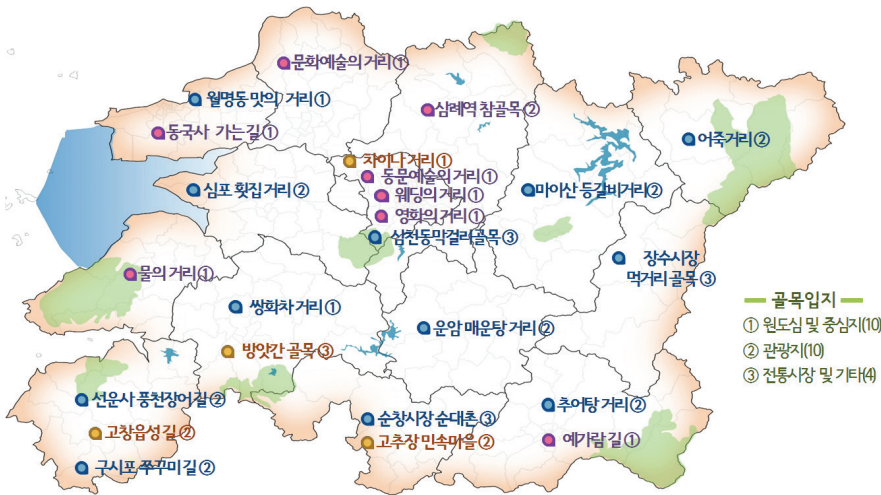 문화예술의 거리 ①
월명동 맛의 거리 ①
삼례역 참골목 ②
동국사 가는 길 ①
어죽거리 ②
차이나 거리 ①
동문예술의 거리 ①
심포 횟집 거리 ②
웨딩의 거리 ①
마이산 등갈비거리 ②
영화의 거리 ①
삼천동막걸리골목 ③
장수시장
먹거리 골목 ③
물의 거리 ①
쌍화차 거리 ①
운암 매운탕 거리 ②
방앗간 골목 ③
선운사 풍천장어 길 ②
고창읍성 길 ②
구시포 쭈꾸미 길 ②
순창시장 순대촌 ③
고추장 민속마을 ②
추어탕 거리 ②
예가람 길 ①
골목입지
① 원도심 및 중심지(10)
② 관광지(10)
③ 전통시장 및 기타(4)